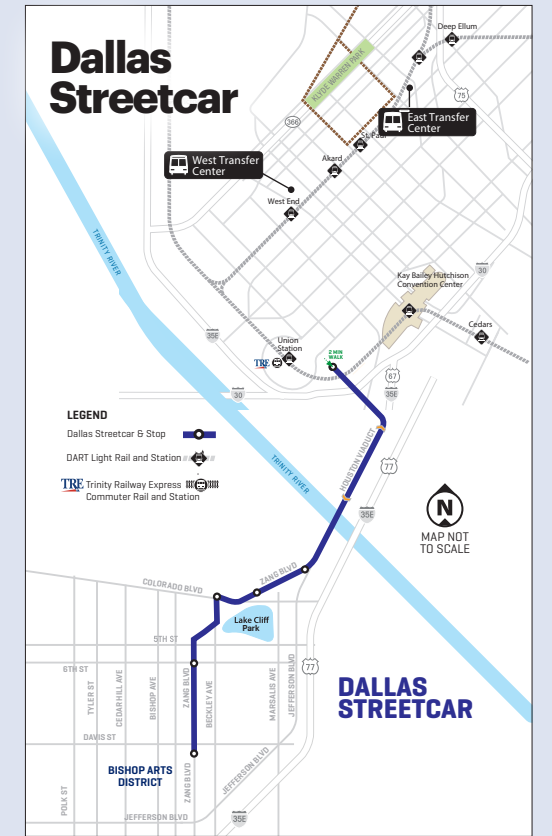 Dallas
Streetcar
Deep Ellum
KLYDE WARREN PARK
75
366
East Transfer
Center
St. Paul
West Transfer
Center
Akard
West End
TRINITY RIVER
30
Kay Bailey Hutchison
Convention Center
35E
Cedars
Union
Station
2 MIN
WALK
TRE
67
35E
30
LEGEND
Dallas Streetcar & Stop
DART Light Rail and Station
TRE Trinity Railway Express
Commuter Rail and Station
HOUSTON VIADUCT
77
TRINITY RIVER
N
35E
MAP NOT
TO SCALE
COLORADO BLVD
ZANG BLVD
Lake Cliff
Park
5TH ST
6TH ST
77
TYLER ST
CEDAR HILL AVE
BISHOP AVE
ZANG BLVD
BECKLEY AVE
MARSALIS AVE
JEFFERSON BLVD
DALLAS
STREETCAR
DAVIS ST
BISHOP ARTS
DISTRICT
ZANG BLVD
JEFFERSON BLVD
POLK ST
JEFFERSON BLVD
35E